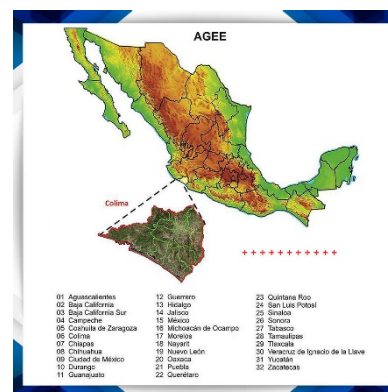 AGEE
Colima
01 Aguascalientes
02 Baja California
03 Baja California Sur
04 Campeche
05 Coahuila de Zaragoza
06 Colima
07 Chiapas
08 Chihuahua
09 Ciudad de México
10 Durango
11 Guanajuato
12 Guerrero
13 Hidalgo
14 Jalisco
15 México
16 Michoacán de Ocampo
17 Morelos
18 Nayarit
19 Nuevo León
20 Oaxaca
21 Puebla
22 Querétaro
23 Quintana Roo
24 San Luis Potosí
25 Sinaloa
26 Sonora
27 Tabasco
28 Tamaulipas
29 Tlaxcala
30 Veracruz de Ignacio de la Llave
31 Yucatán
32 Zacatecas